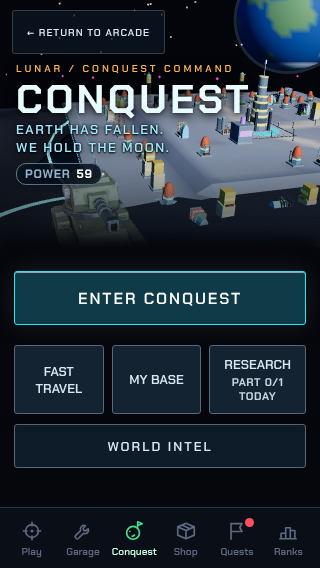 ← RETURN TO ARCADE
LUNAR / CONQUEST COMMAND
CONQUEST
EARTH HAS FALLEN.
WE HOLD THE MOON.
POWER 59
ENTER CONQUEST
FAST
TRAVEL
MY BASE
RESEARCH
PART 0/1
TODAY
WORLD INTEL
Play
Garage
Conquest
Shop
Quests
Ranks